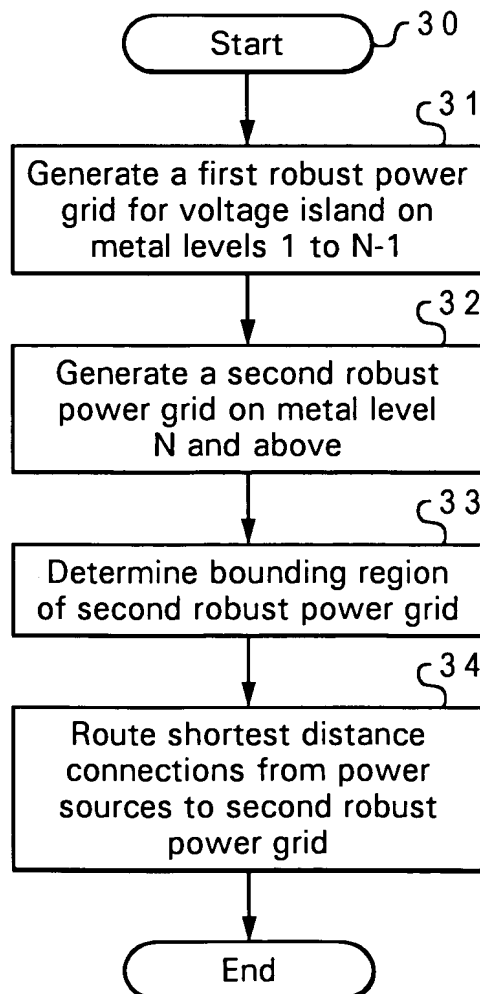 Start
30
31
Generate a first robust power
grid for voltage island on
metal levels 1 to N-1
32
Generate a second robust
power grid on metal level
N and above
33
Determine bounding region
of second robust power grid
34
Route shortest distance
connections from power
sources to second robust
power grid
End